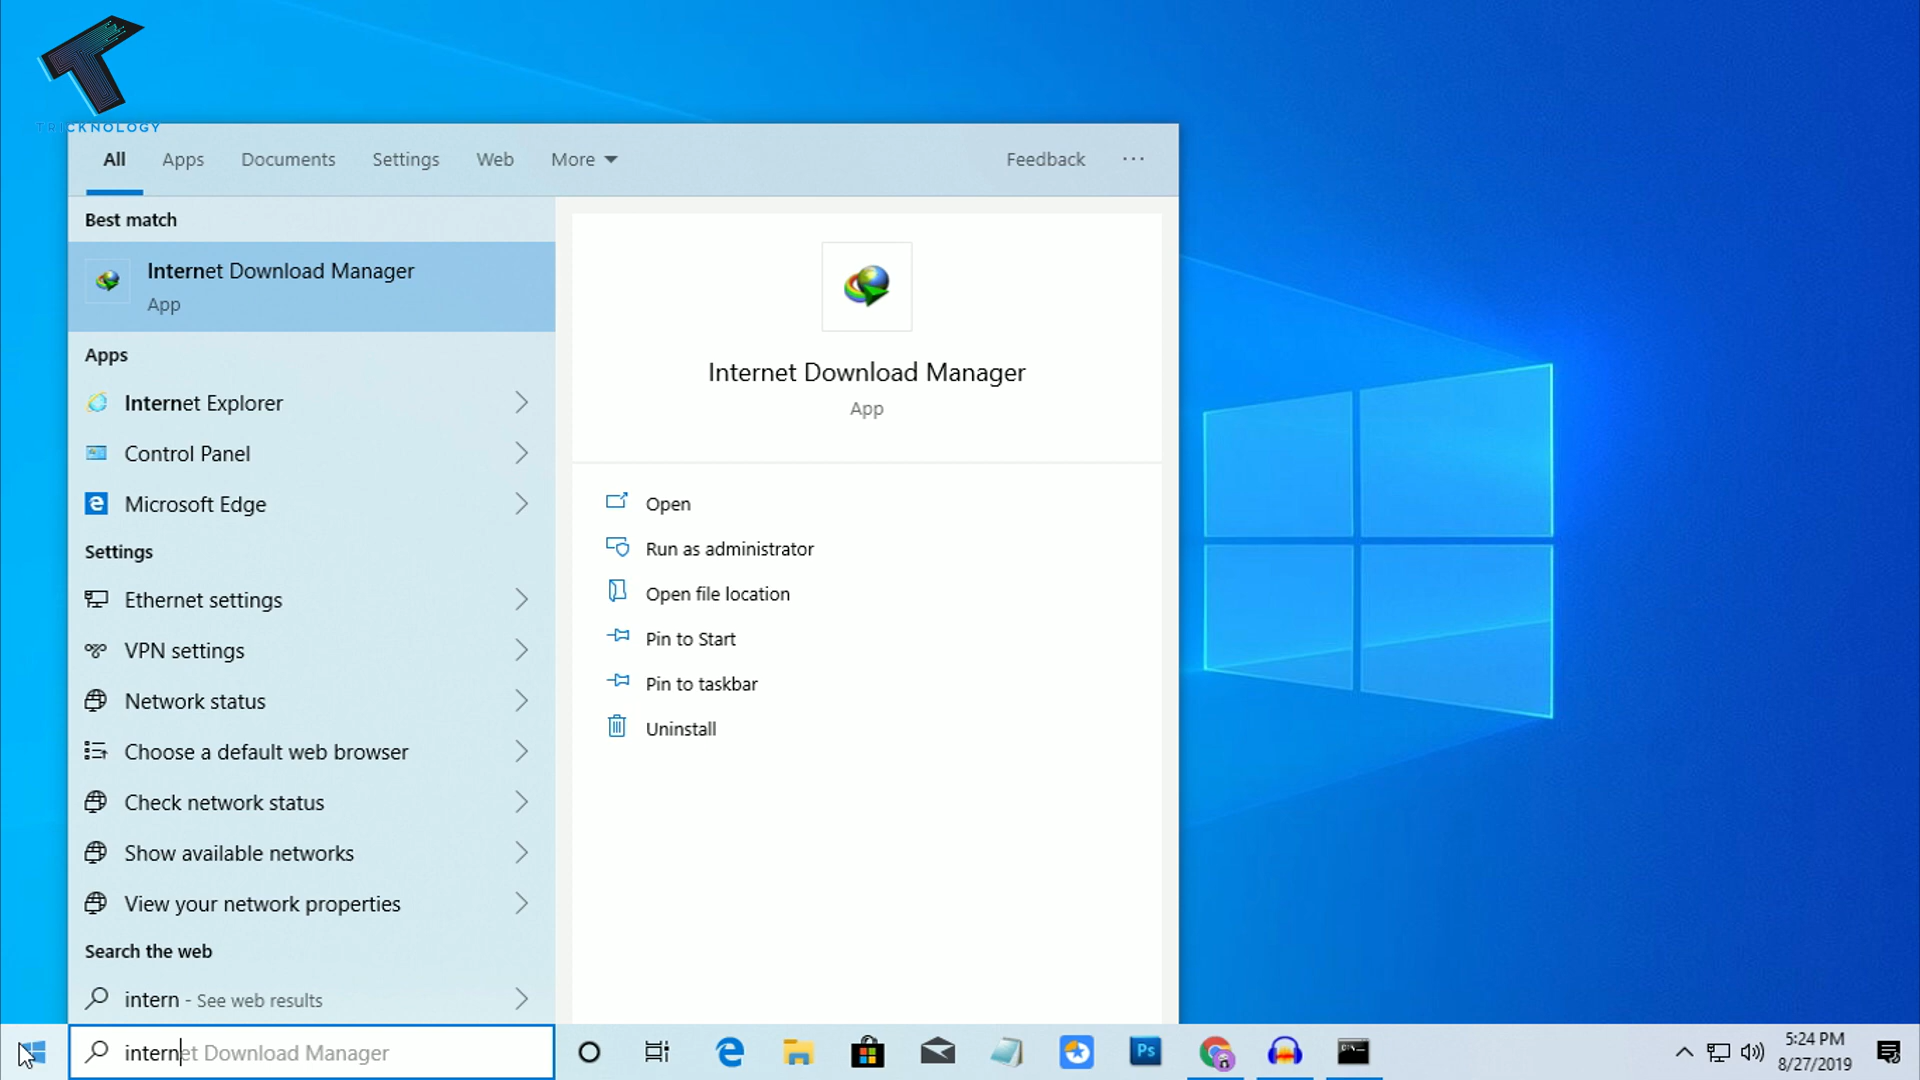 TRICKNOLOGY
All Apps Documents Settings Web More Feedback ...
Best match
Internet Download Manager
App
Apps
Internet Explorer
Control Panel
Microsoft Edge
Settings
Ethernet settings
VPN settings
Network status
Choose a default web browser
Check network status
Show available networks
View your network properties
Search the web
intern - See web results
Internet Download Manager
App
Open
Run as administrator
Open file location
Pin to Start
Pin to taskbar
Uninstall
internet Download Manager
Ps
5:24 PM
8/27/2019